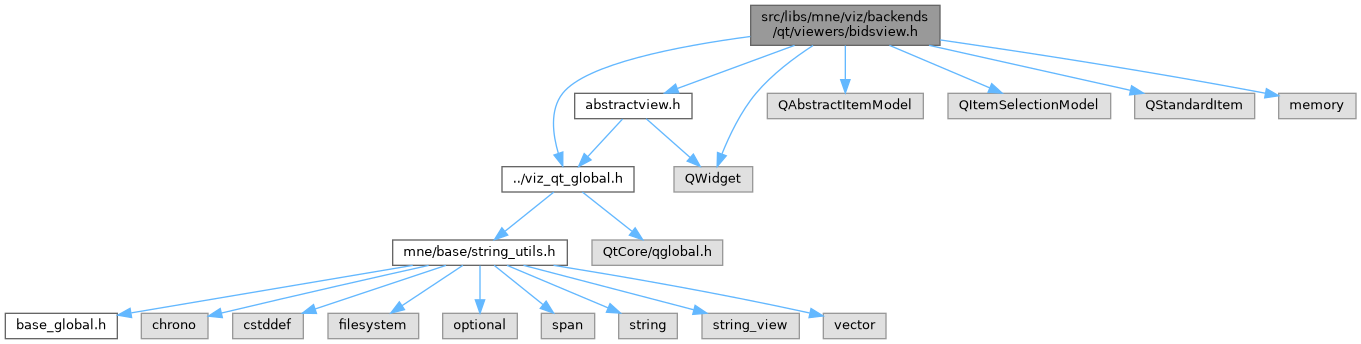 src/libs/mne/viz/backends
/qt/viewers/bidsview.h
abstractview.h
QAbstractItemModel
QItemSelectionModel
QStandardItem
memory
../viz_qt_global.h
QWidget
mne/base/string_utils.h
QtCore/qglobal.h
base_global.h
chrono
cstddef
filesystem
optional
span
string
string_view
vector